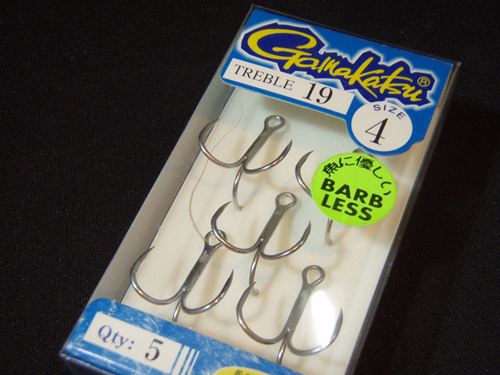 Gamakatsu®
TREBLE 19
SIZE
4
魚に優しい
BARB
LESS
Qty: 5